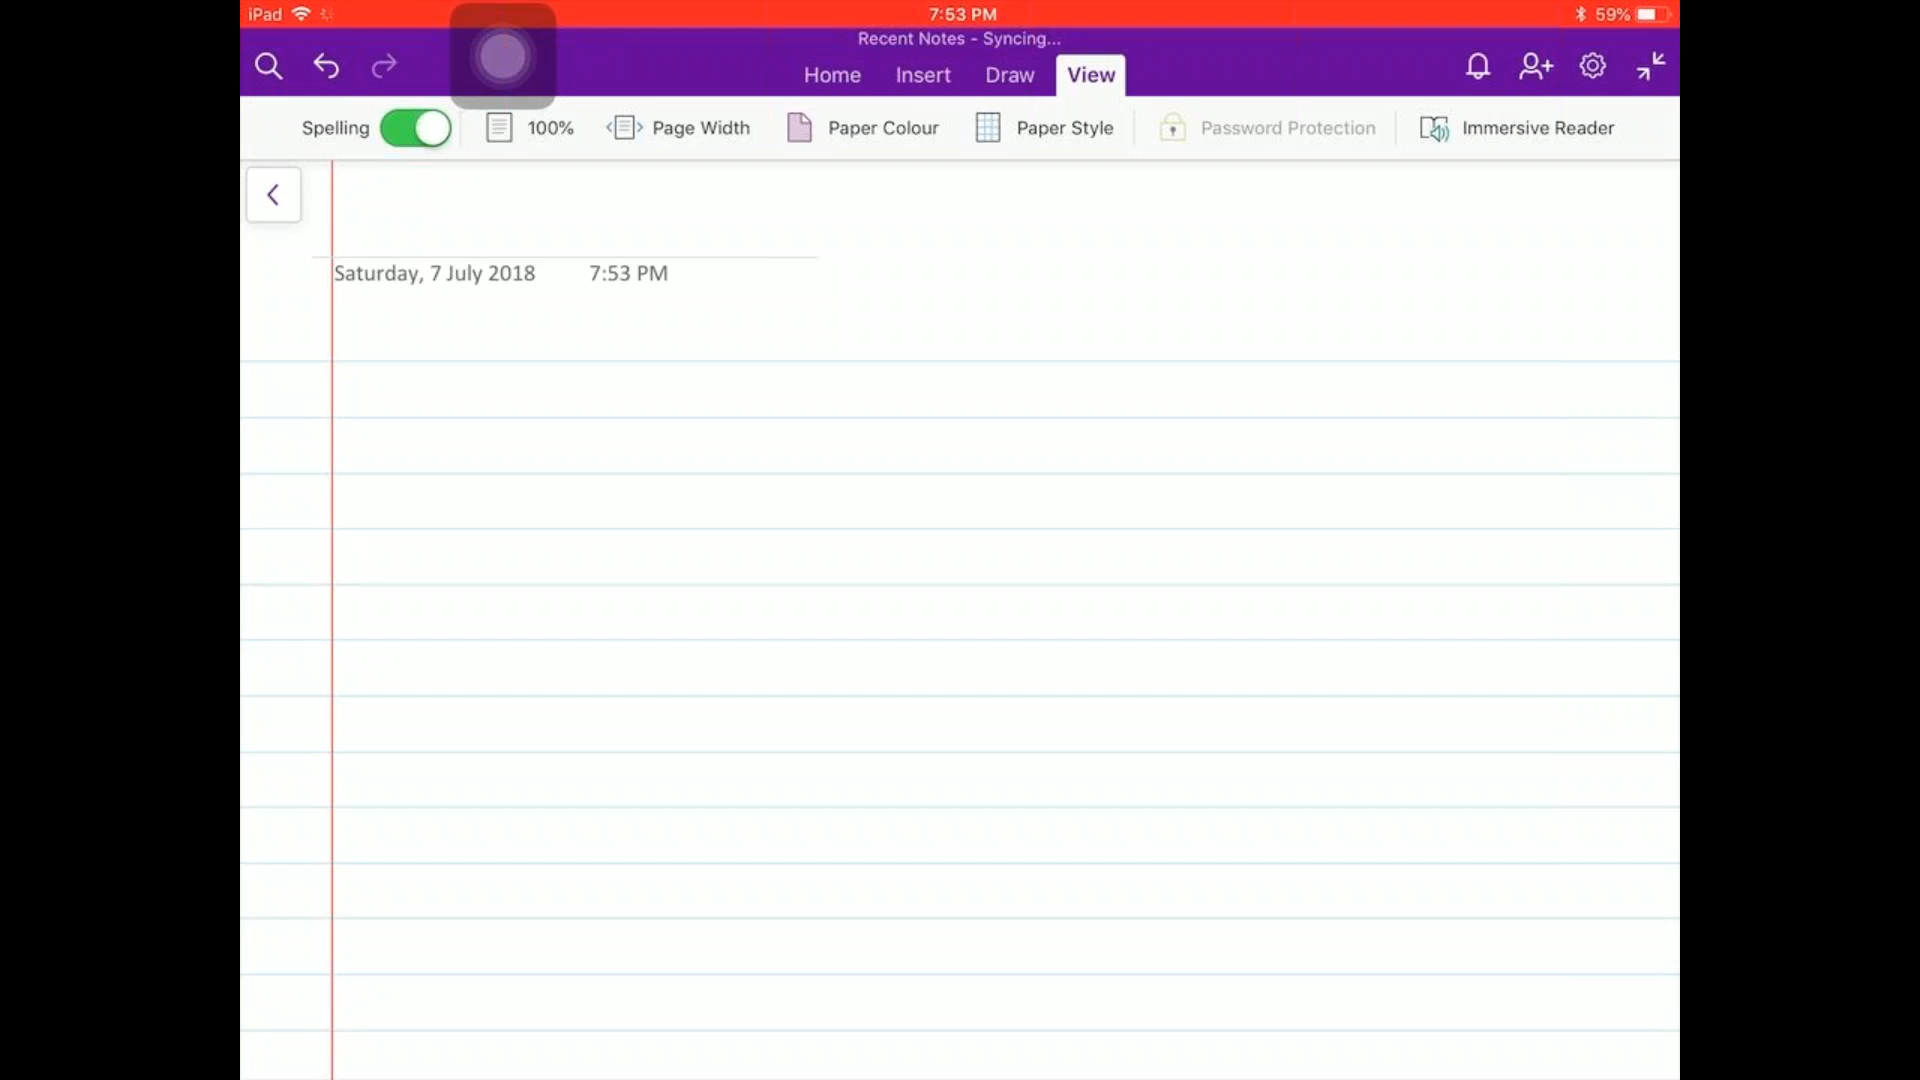 iPad 7:53 PM 59%
Recent Notes - Syncing...
Home Insert Draw View
Spelling 100% Page Width Paper Colour Paper Style Password Protection Immersive Reader
Saturday, 7 July 2018 7:53 PM